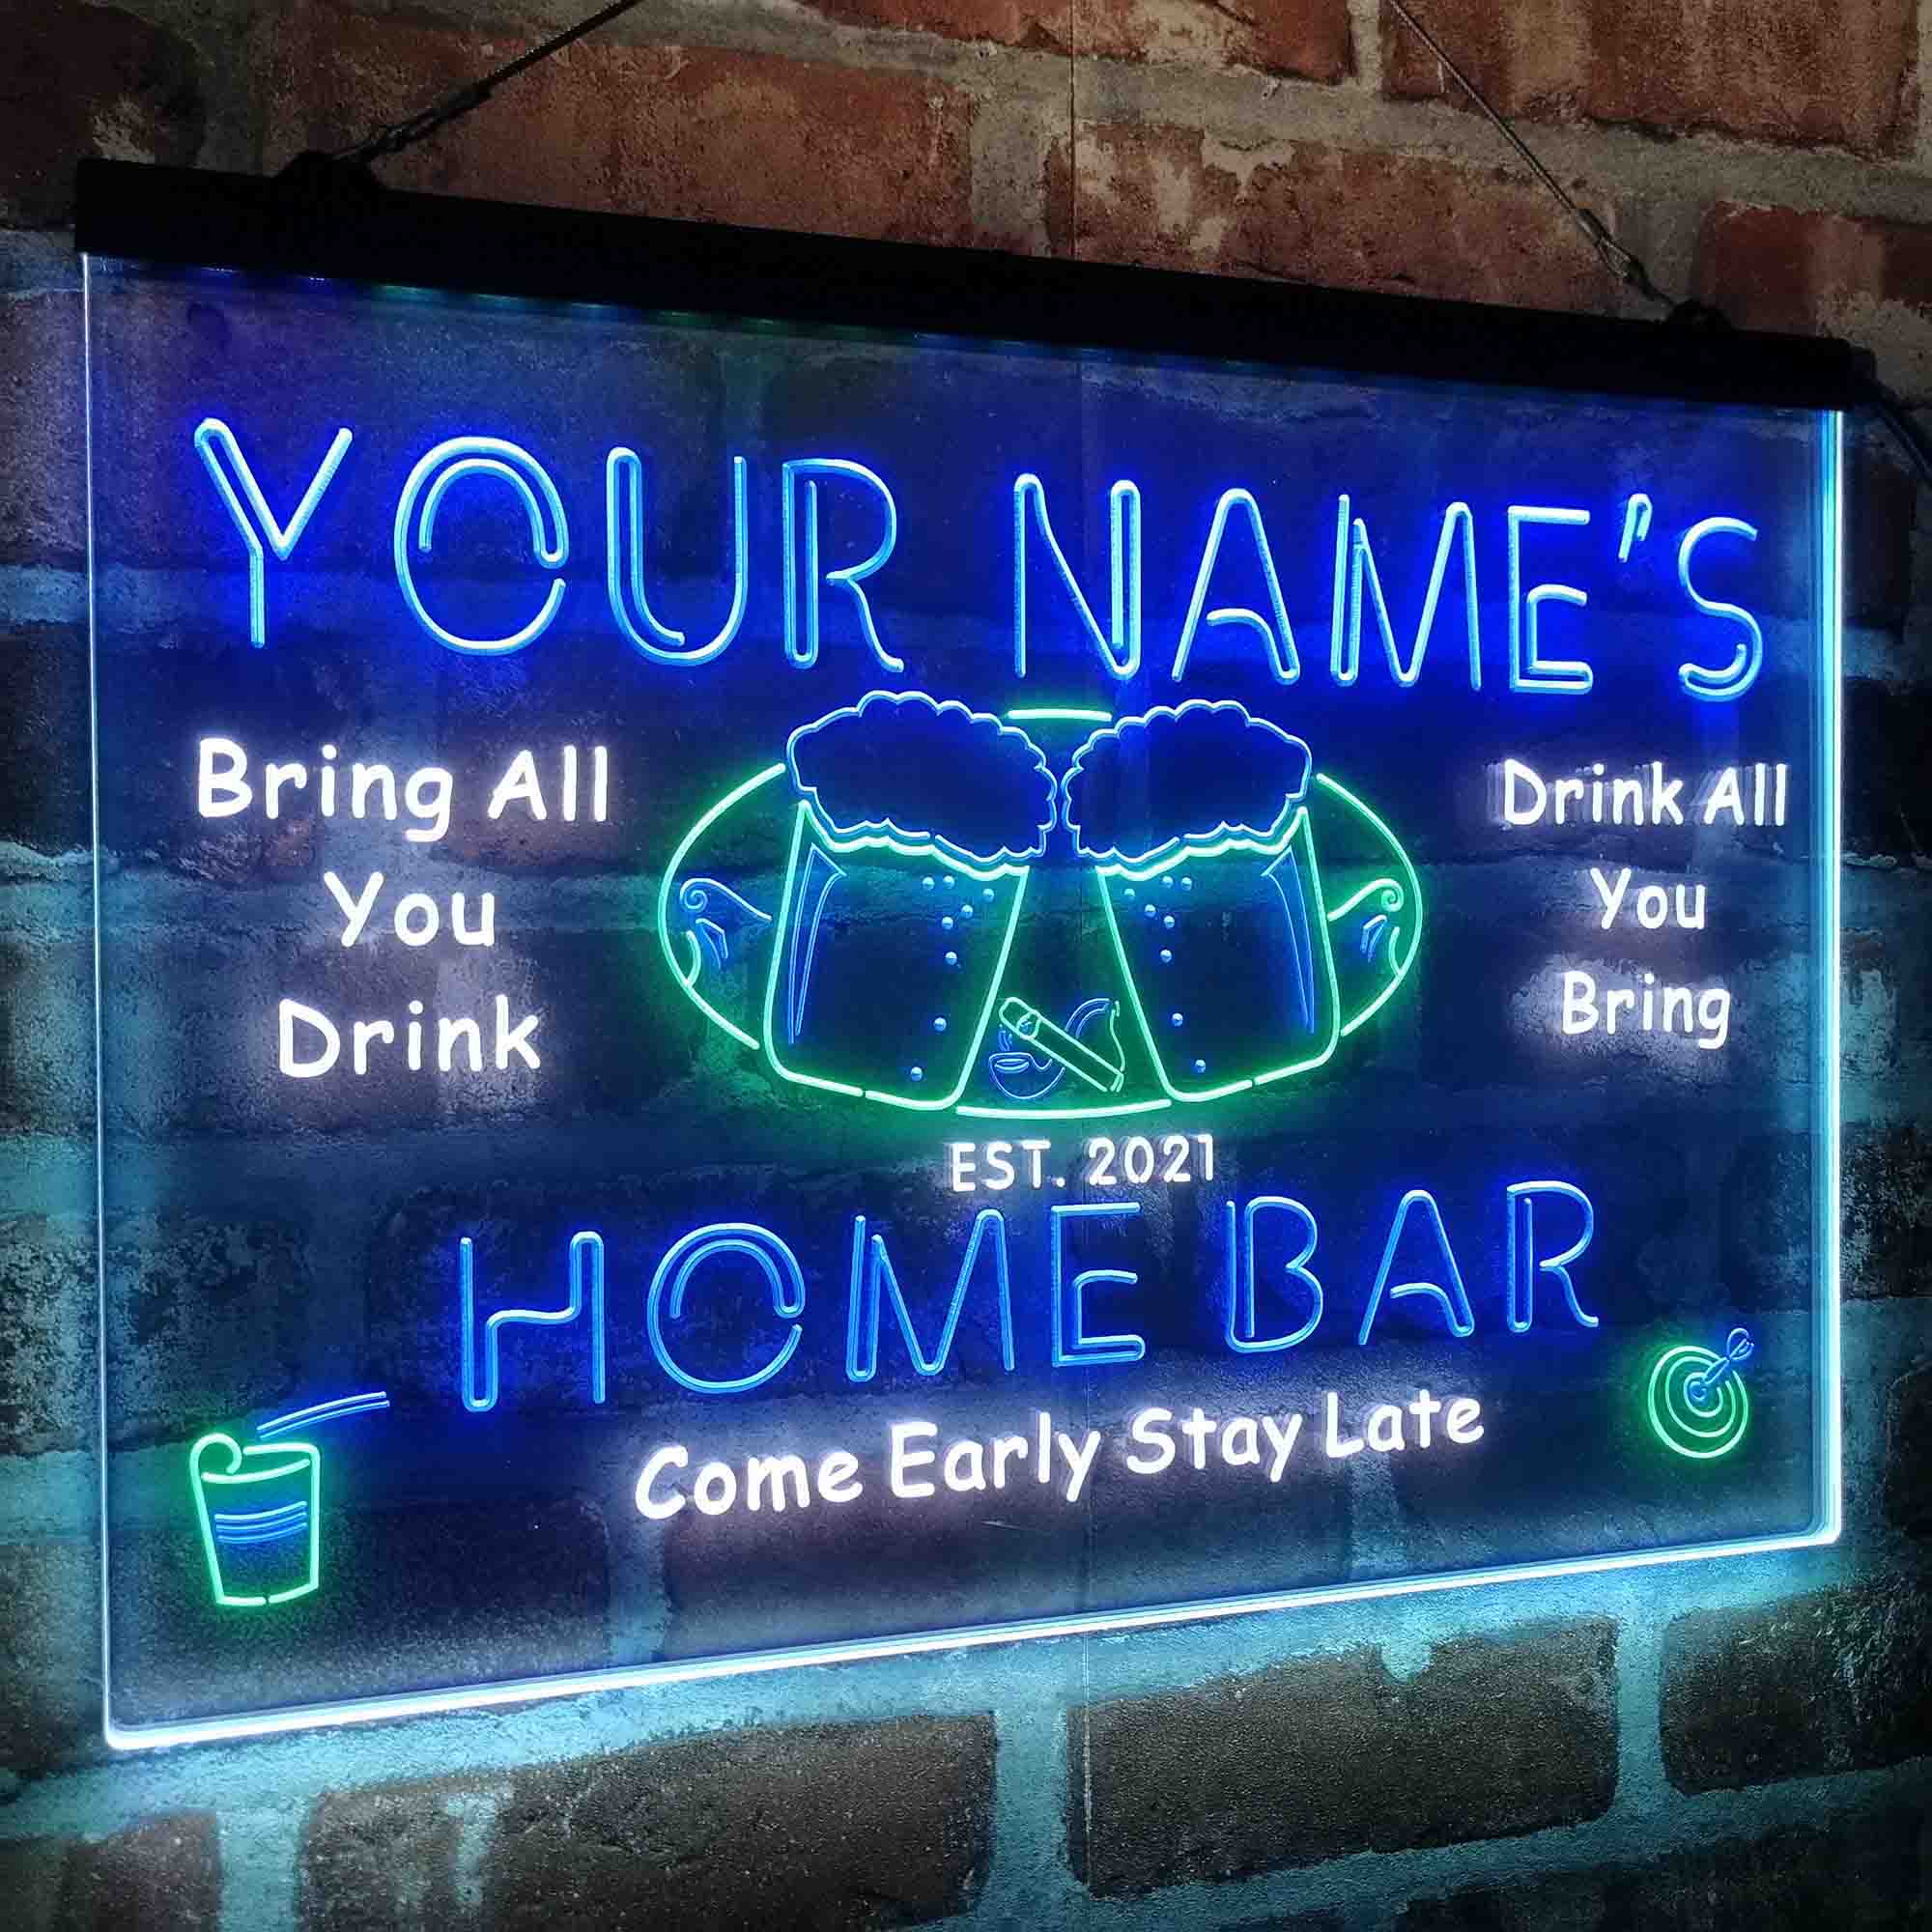 YOUR NAME'S
Bring All
You
Drink
Drink All
You
Bring
EST. 2021
HOME BAR
Come Early Stay Late